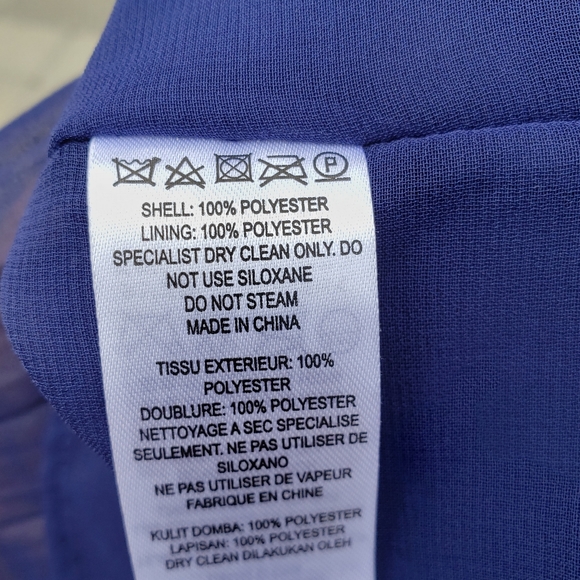 P
SHELL: 100% POLYESTER
LINING: 100% POLYESTER
SPECIALIST DRY CLEAN ONLY. DO
NOT USE SILOXANE
DO NOT STEAM
MADE IN CHINA
TISSU EXTERIEUR: 100%
POLYESTER
DOUBLURE: 100% POLYESTER
NETTOYAGE A SEC SPECIALISE
SEULEMENT. NE PAS UTILISER DE
SILOXANO
NE PAS UTILISER DE VAPEUR
FABRIQUE EN CHINE
KULIT DOMBA: 100% POLYESTER
LAPISAN: 100% POLYESTER
DRY CLEAN DILAKUKAN OLEH